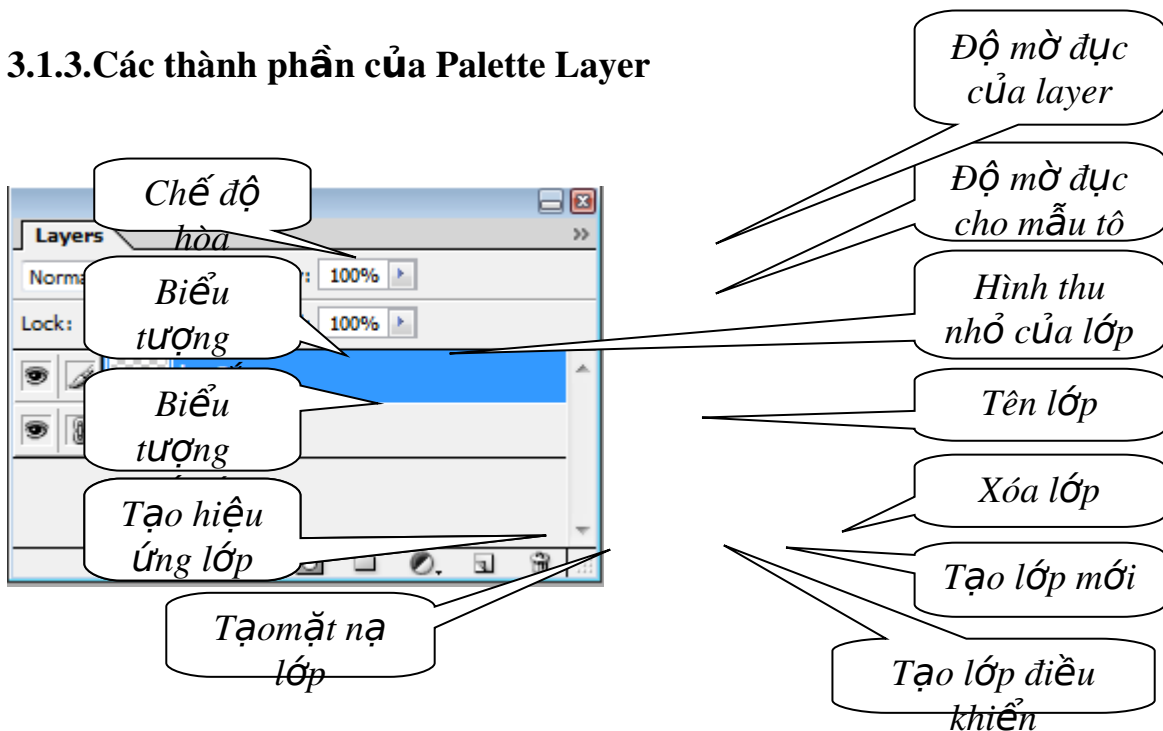 3.1.3.Các thành phần của Palette Layer
Độ mờ đục
của layer
Độ mờ đục
cho mẫu tô
Chế độ
hòa
Layers
100%
Biểu
tượng
Lock:
100%
Hình thu
nhỏ của lớp
Biểu
tượng
Tên lớp
Tạo hiệu
ứng lớp
Xóa lớp
Tạo lớp mới
Tạomặt nạ
lớp
Tạo lớp điều
khiển